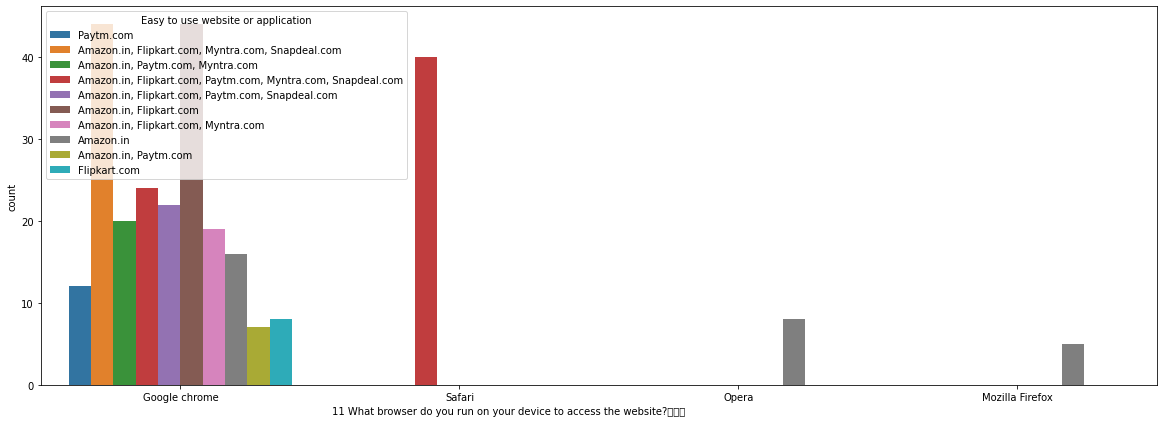 Easy to use website or application
Paytm.com
Amazon.in, Flipkart.com, Myntra.com, Snapdeal.com
Amazon.in, Paytm.com, Myntra.com
Amazon.in, Flipkart.com, Paytm.com, Myntra.com, Snapdeal.com
Amazon.in, Flipkart.com, Paytm.com, Snapdeal.com
Amazon.in, Flipkart.com
Amazon.in, Flipkart.com, Myntra.com
Amazon.in
Amazon.in, Paytm.com
Flipkart.com
count
40
30
20
10
0
Google chrome
Safari
Opera
Mozilla Firefox
11 What browser do you run on your device to access the website?